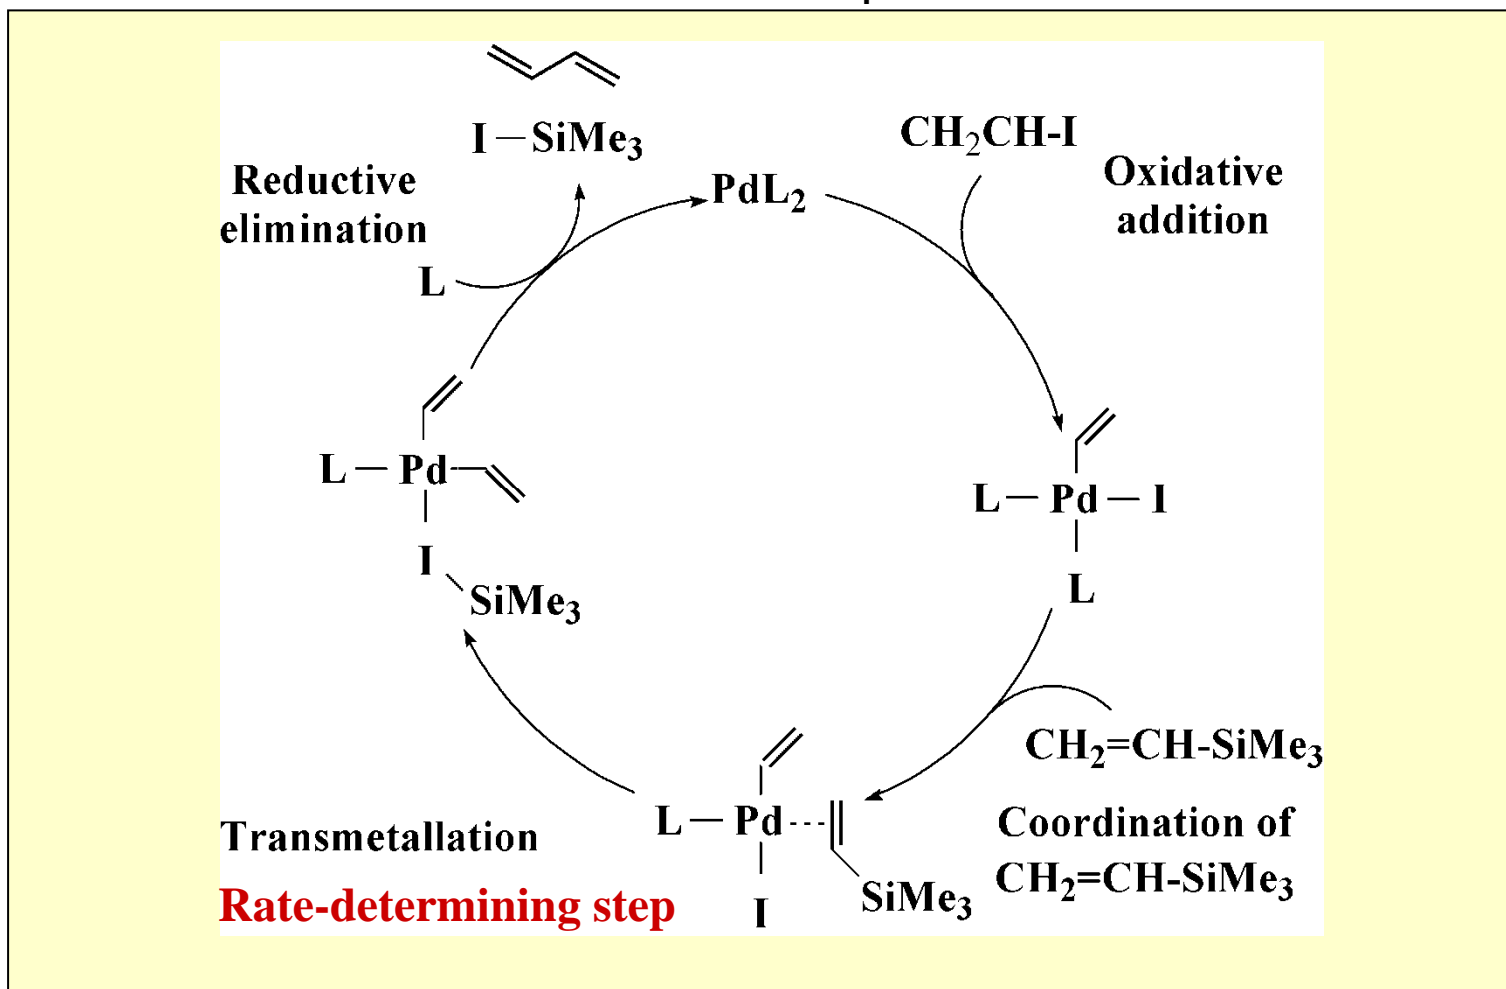 I—SiMe3
CH2CH-I
Reductive
elimination
Oxidative
addition
PdL2
L
L—Pd
I
SiMe3
L—Pd—I
L
CH2=CH-SiMe3
L—Pd---
SiMe3
I
Transmetallation
Rate-determining step
Coordination of
CH2=CH-SiMe3